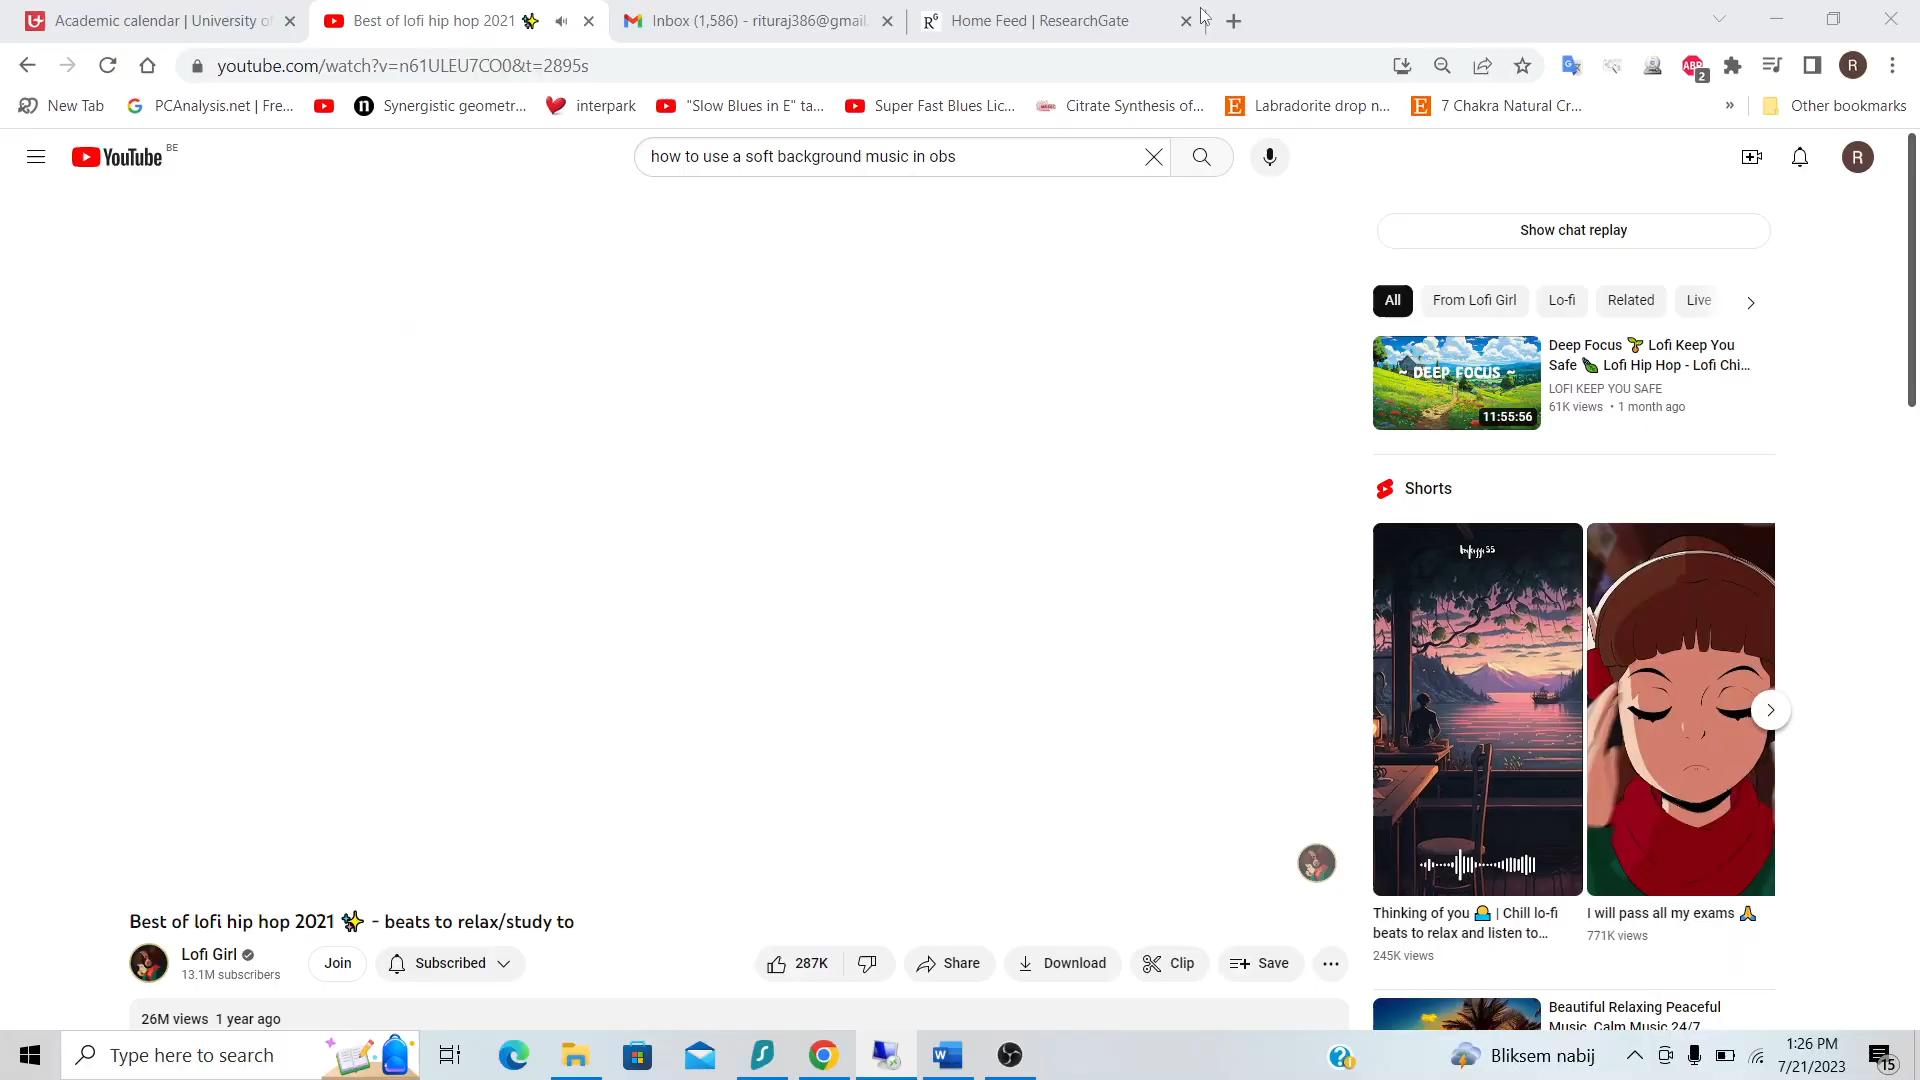 Academic calendar | University of
Best of lofi hip hop 2021 ✨
Inbox (1,586) - rituraj386@gmail.
Home Feed | ResearchGate
youtube.com/watch?v=n61ULEU7CO0&t=2895s
ABP
2
R
New Tab
PCAnalysis.net | Fre...
Synergistic geometr...
interpark
"Slow Blues in E" ta...
Super Fast Blues Lic...
Citrate Synthesis of...
Labradorite drop n...
7 Chakra Natural Cr...
»
Other bookmarks
YouTube BE
how to use a soft background music in obs
R
Show chat replay
All
From Lofi Girl
Lo-fi
Related
Live
~ DEEP FOCUS ~
11:55:56
Deep Focus 🌱 Lofi Keep You
Safe 🍃 Lofi Hip Hop - Lofi Chi...
LOFI KEEP YOU SAFE
61K views • 1 month ago
Shorts
Thinking of you 🤗 | Chill lo-fi
beats to relax and listen to...
245K views
I will pass all my exams 🙏
771K views
Best of lofi hip hop 2021 ✨ - beats to relax/study to
Lofi Girl
13.1M subscribers
Join
Subscribed
287K
Share
Download
Clip
Save
26M views 1 year ago
Beautiful Relaxing Peaceful
Music, Calm Music 24/7
Type here to search
Bliksem nabij
1:26 PM
7/21/2023
15